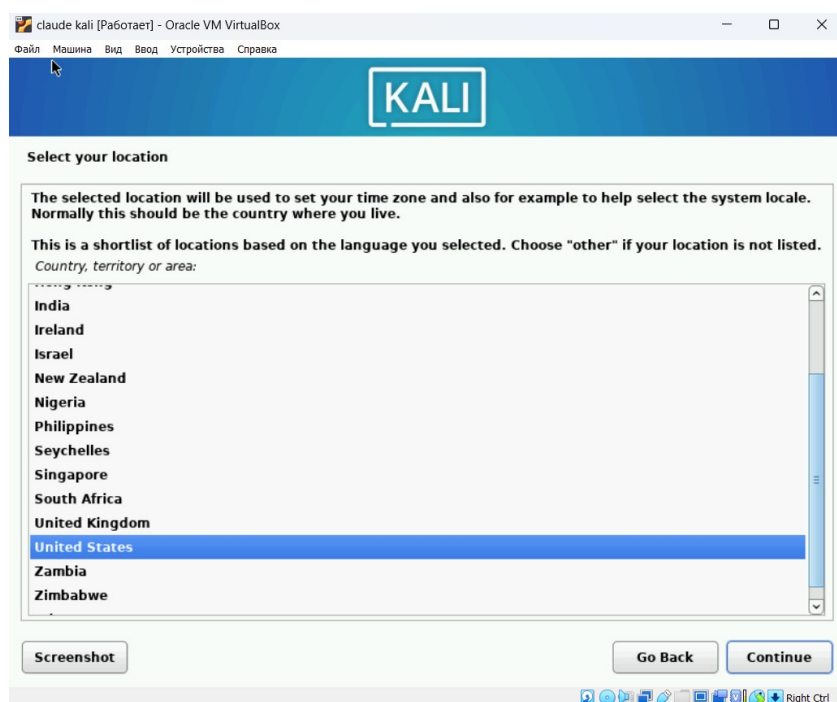 claude kali [Работает] - Oracle VM VirtualBox
Файл Машина Вид Ввод Устройства Справка
KALI
Select your location
The selected location will be used to set your time zone and also for example to help select the system locale.
Normally this should be the country where you live.
This is a shortlist of locations based on the language you selected. Choose "other" if your location is not listed.
Country, territory or area:
India
Ireland
Israel
New Zealand
Nigeria
Philippines
Seychelles
Singapore
South Africa
United Kingdom
United States
Zambia
Zimbabwe
Screenshot Go Back Continue
Right Ctrl